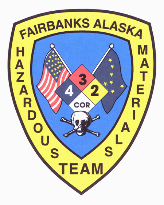 FAIRBANKS ALASKA
HAZARDOUS
MATERIALS
TEAM
3
4 2
COR